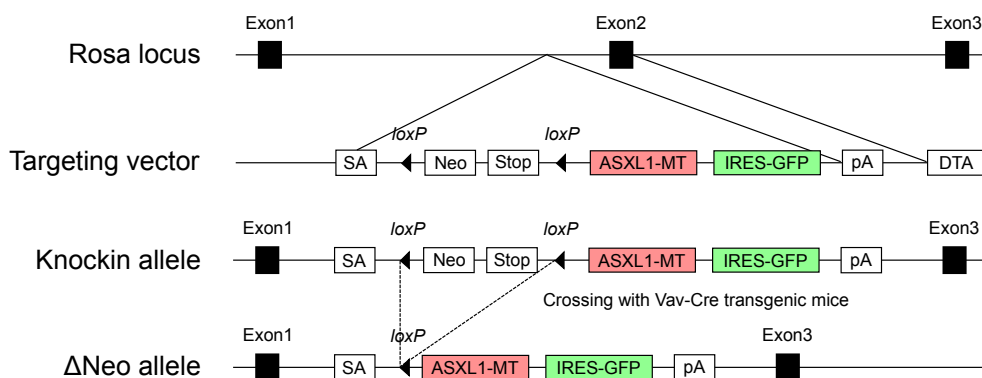 Exon1 Exon2 Exon3
Rosa locus
loxP loxP
Targeting vector SA Neo Stop ASXL1-MT IRES-GFP pA DTA
Exon1 loxP loxP Exon3
Knockin allele SA Neo Stop ASXL1-MT IRES-GFP pA
Crossing with Vav-Cre transgenic mice
Exon1 loxP Exon3
ΔNeo allele SA ASXL1-MT IRES-GFP pA